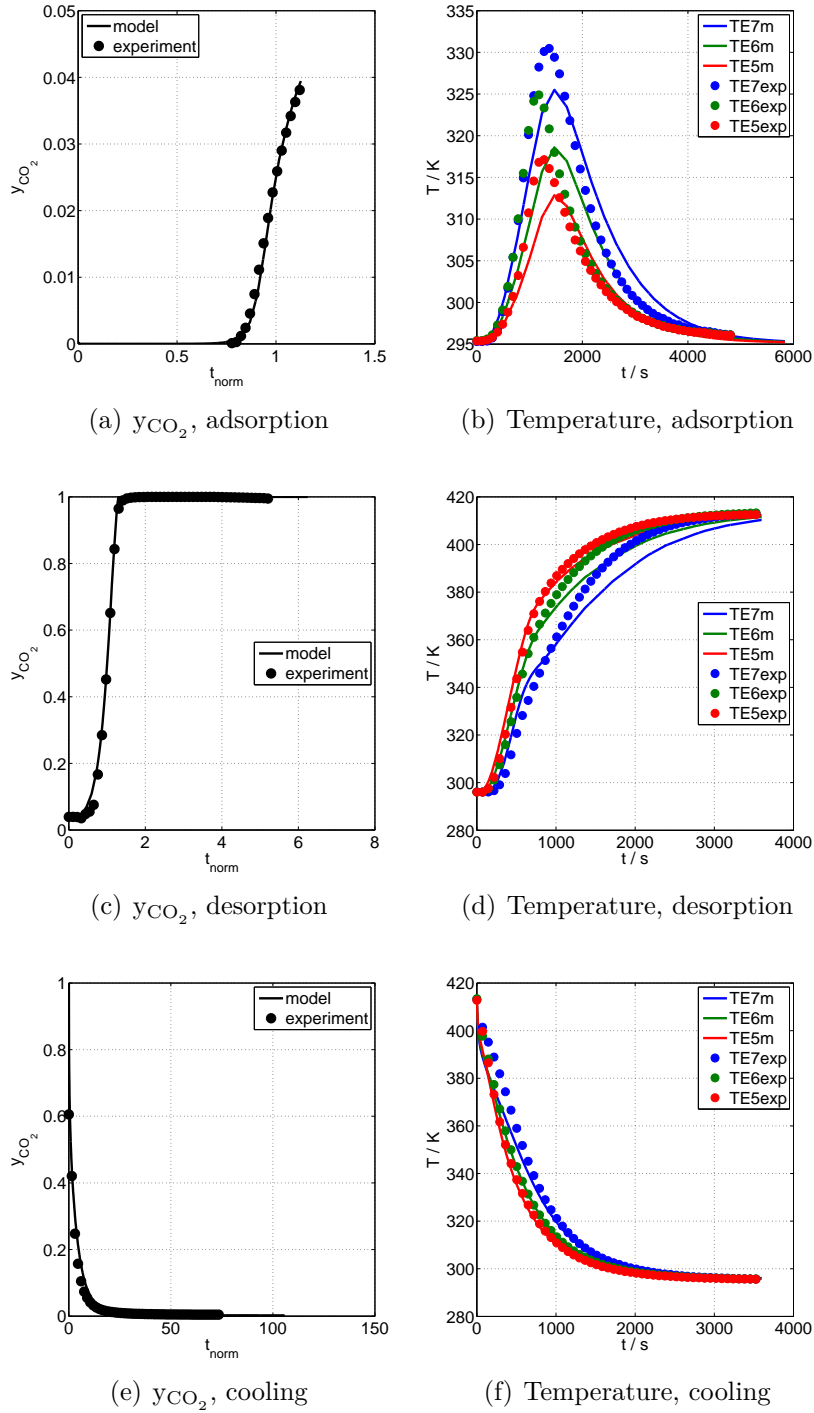 0.05
0.04
0.03
0.02
0.01
0
y_CO₂
model
experiment
0 0.5 1 1.5
t_norm
(a) y_CO₂, adsorption
335
330
325
320
315
310
305
300
295
T / K
TE7m
TE6m
TE5m
TE7exp
TE6exp
TE5exp
0 2000 4000 6000
t / s
(b) Temperature, adsorption
1
0.8
0.6
0.4
0.2
0
y_CO₂
model
experiment
0 2 4 6 8
t_norm
(c) y_CO₂, desorption
420
400
380
360
340
320
300
280
T / K
TE7m
TE6m
TE5m
TE7exp
TE6exp
TE5exp
0 1000 2000 3000 4000
t / s
(d) Temperature, desorption
1
0.8
0.6
0.4
0.2
0
y_CO₂
model
experiment
0 50 100 150
t_norm
(e) y_CO₂, cooling
420
400
380
360
340
320
300
280
T / K
TE7m
TE6m
TE5m
TE7exp
TE6exp
TE5exp
0 1000 2000 3000 4000
t / s
(f) Temperature, cooling